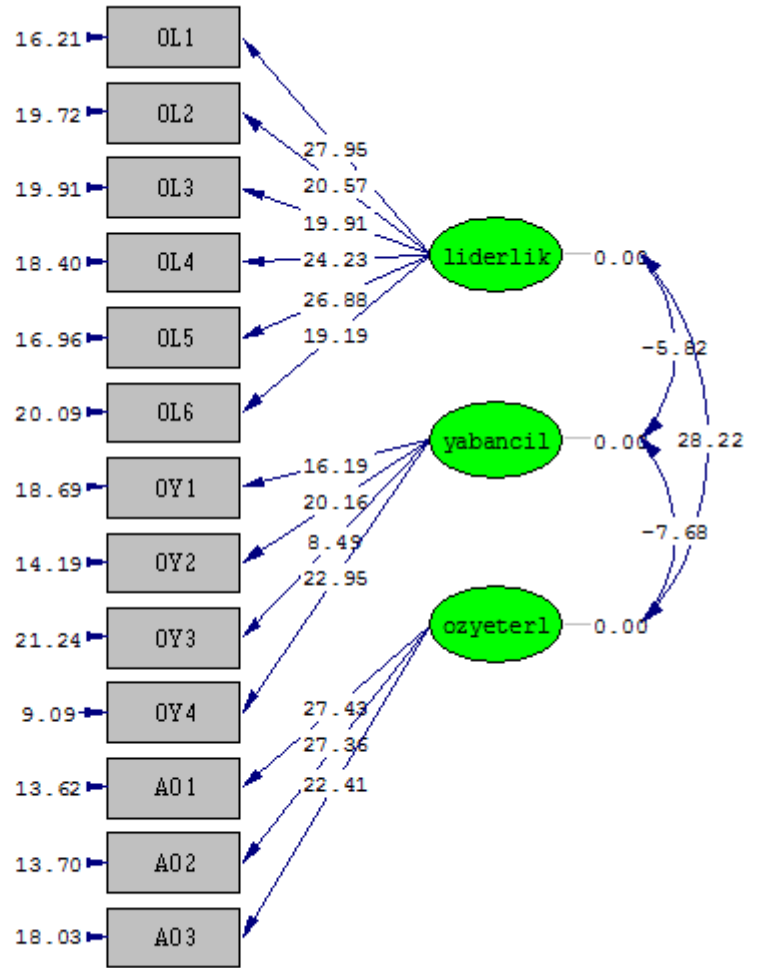 16.21 OL1
19.72 OL2
19.91 OL3
18.40 OL4
16.96 OL5
20.09 OL6
18.69 OY1
14.19 OY2
21.24 OY3
9.09 OY4
13.62 AO1
13.70 AO2
18.03 AO3
27.95
20.57
19.91
24.23
26.88
19.19
16.19
20.16
8.49
22.95
27.43
27.36
22.41
liderlik 0.00
yabancil 0.00
ozyeterl 0.00
-5.82
28.22
-7.68